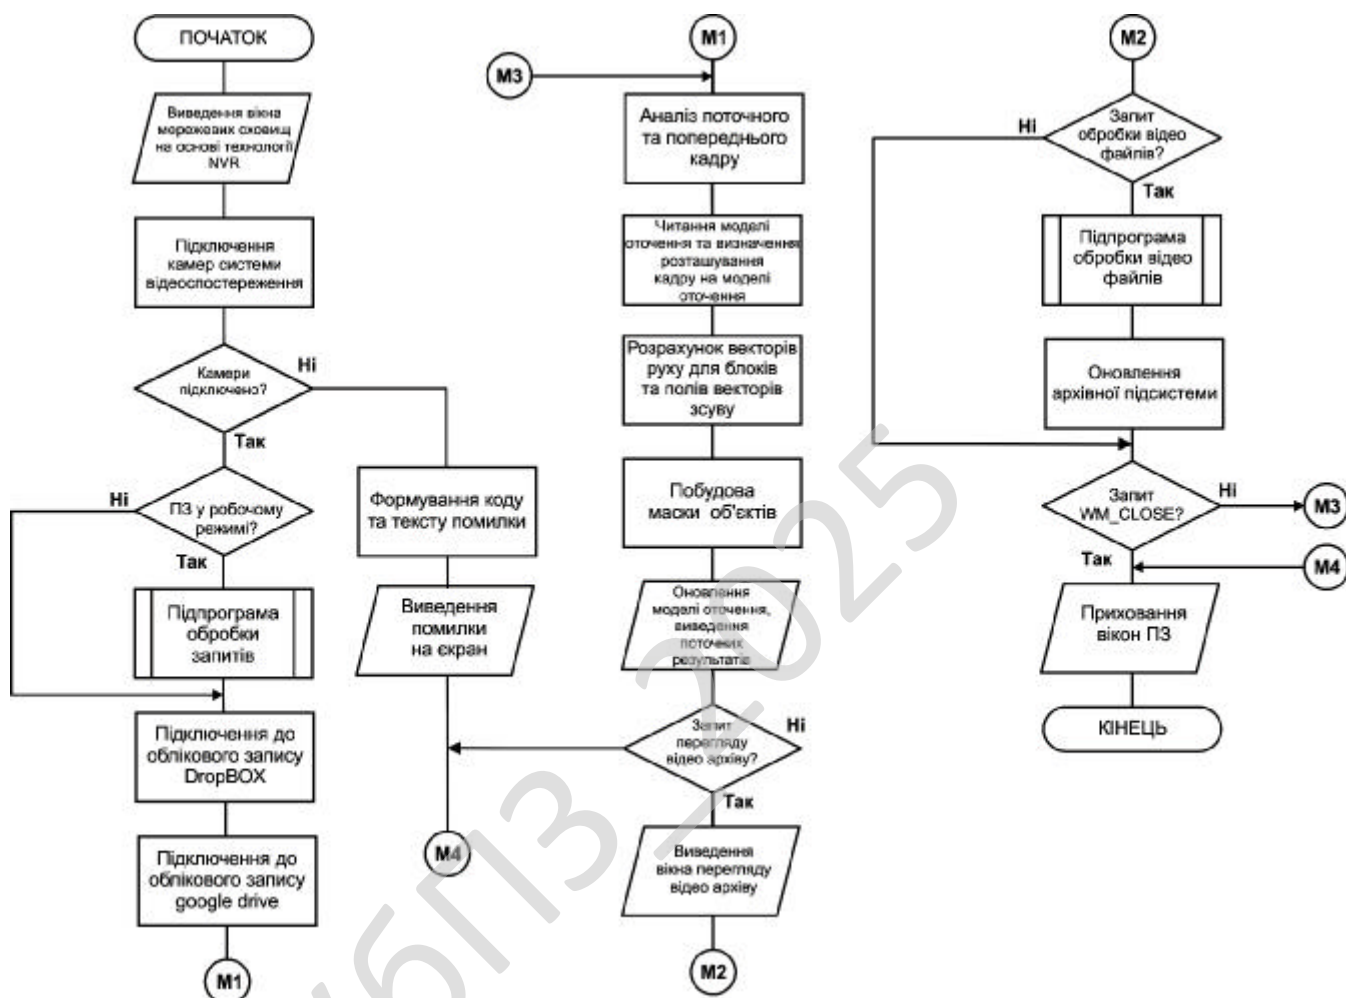 ПОЧАТОК
Виведення вікна
мережевих сховищ
на основі технології
NVR
Підключення
камер системи
відеоспостереження
Камери
підключено?
Ні
Так
ПЗ у робочому
режимі?
Ні
Так
Підпрограма
обробки
запитів
Підключення до
облікового запису
DropBOX
Підключення до
облікового запису
google drive
M1
Формування коду
та тексту помилки
Виведення
помилки
на єкран
M4
M1
M3
Аналіз поточного
та попереднього
кадру
Читання моделі
оточення та визначення
розташування
кадру на моделі
оточення
Розрахунок векторів
руху для блоків
та полів векторів
зсуву
Побудова
маски об'єктів
Оновлення
моделі оточення,
виведення
поточних
результатів
Запит
перегляду
відео архіву?
Ні
Так
Виведення
вікна перегляду
відео архіву
M2
M2
Запит
обробки відео
файлів?
Ні
Так
Підпрограма
обробки відео
файлів
Оновлення
архівної підсистеми
Запит
WM_CLOSE?
Ні
M3
Так
M4
Приховання
вікон ПЗ
КІНЕЦЬ
6ПЗ_2025